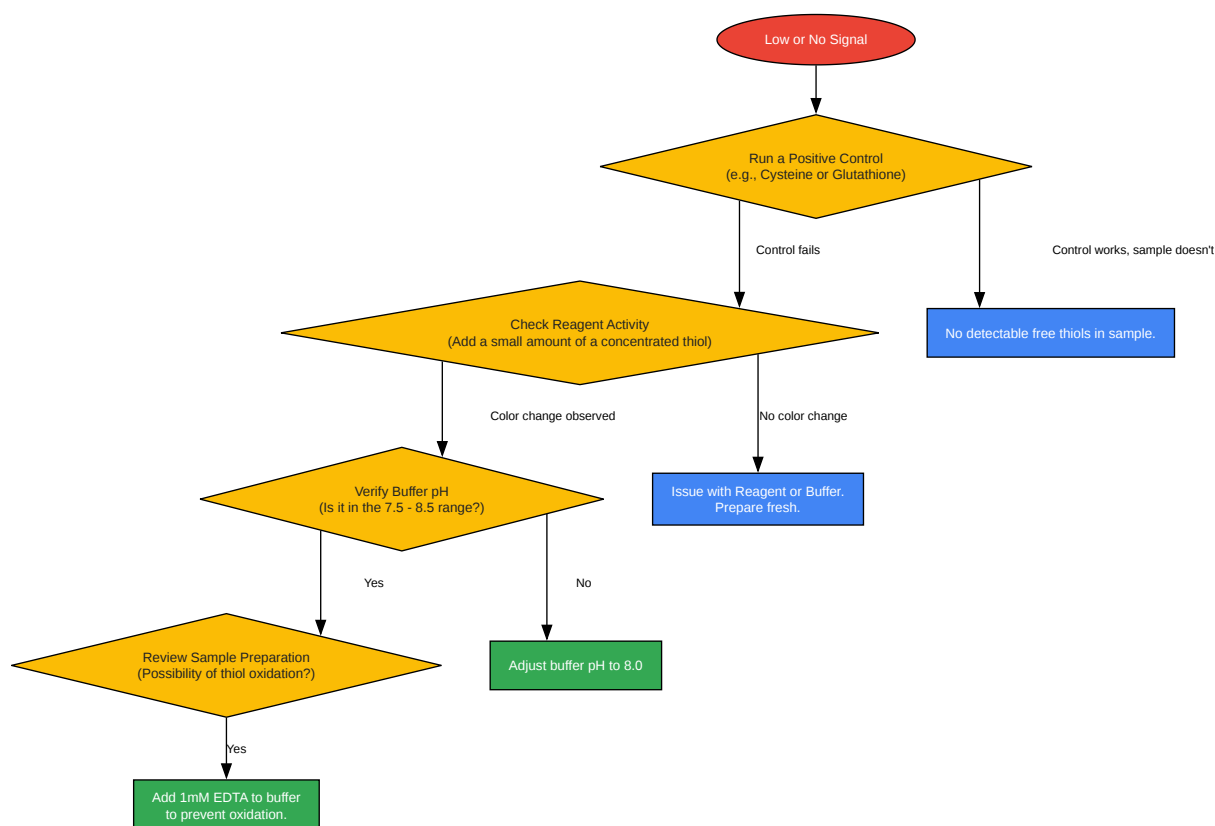 Low or No Signal
Run a Positive Control
(e.g., Cysteine or Glutathione)
Control fails
Control works, sample doesn't
Check Reagent Activity
(Add a small amount of a concentrated thiol)
No detectable free thiols in sample.
Color change observed
No color change
Verify Buffer pH
(Is it in the 7.5 - 8.5 range?)
Issue with Reagent or Buffer.
Prepare fresh.
Yes
No
Review Sample Preparation
(Possibility of thiol oxidation?)
Adjust buffer pH to 8.0
Yes
Add 1mM EDTA to buffer
to prevent oxidation.